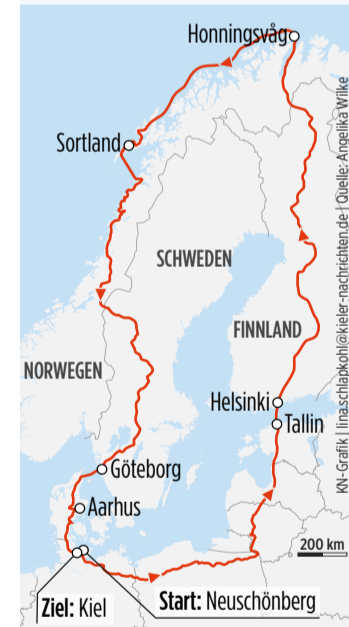 Honningsvåg
Sortland
SCHWEDEN
FINNLAND
NORWEGEN
Helsinki
Tallin
Göteborg
Aarhus
200 km
Ziel: Kiel
Start: Neuschönberg
KN-Grafik | lina.schlapkohl@kieler-nachrichten.de | Quelle: Angelika Wilke